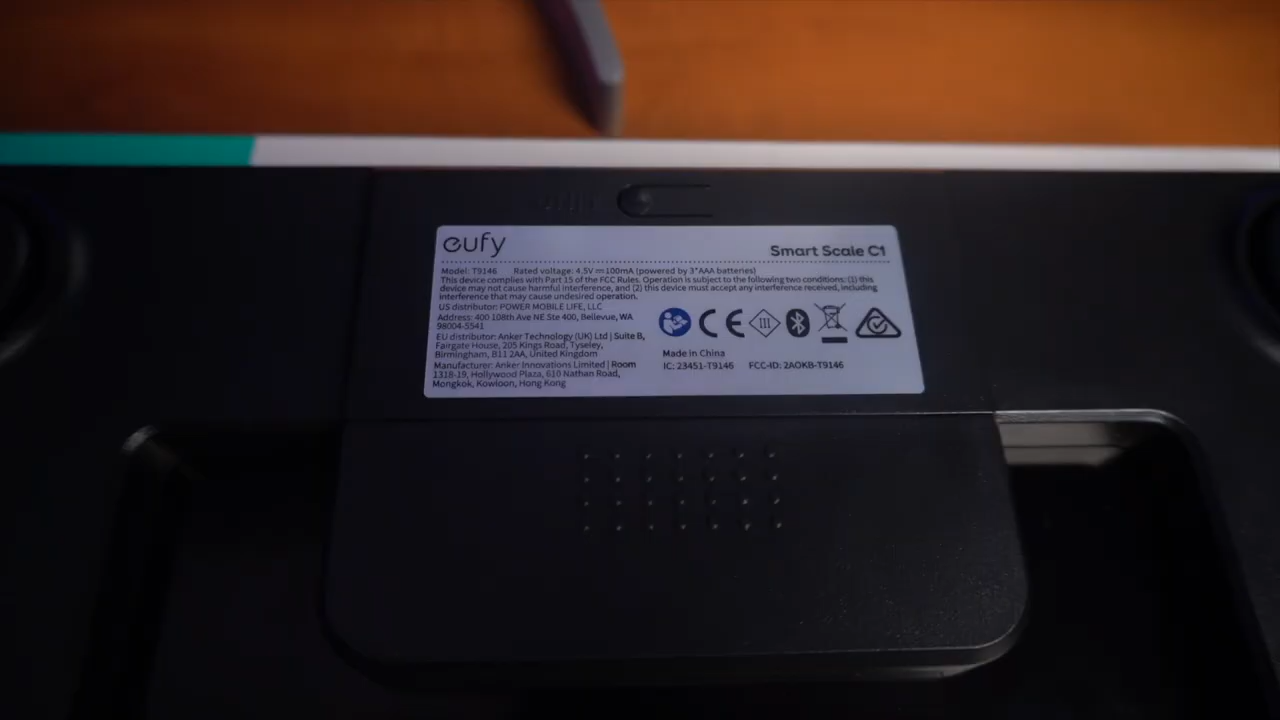 eufy
Smart Scale C1
Model: T9146 Rated voltage: 4.5V⎓100mA (powered by 3*AAA batteries)
This device complies with Part 15 of the FCC Rules. Operation is subject to the following two conditions: (1) this
device may not cause harmful interference, and (2) this device must accept any interference received, including
interference that may cause undesired operation.
US distributor: POWER MOBILE LIFE, LLC
Address: 400 108th Ave NE Ste 400, Bellevue, WA
98004-5541
EU distributor: Anker Technology (UK) Ltd | Suite B,
Fairgate House, 205 Kings Road, Tyseley,
Birmingham, B11 2AA, United Kingdom
Manufacturer: Anker Innovations Limited | Room
1318-19, Hollywood Plaza, 610 Nathan Road,
Mongkok, Kowloon, Hong Kong
CE
III
Made in China
IC: 23451-T9146 FCC-ID: 2AOKB-T9146